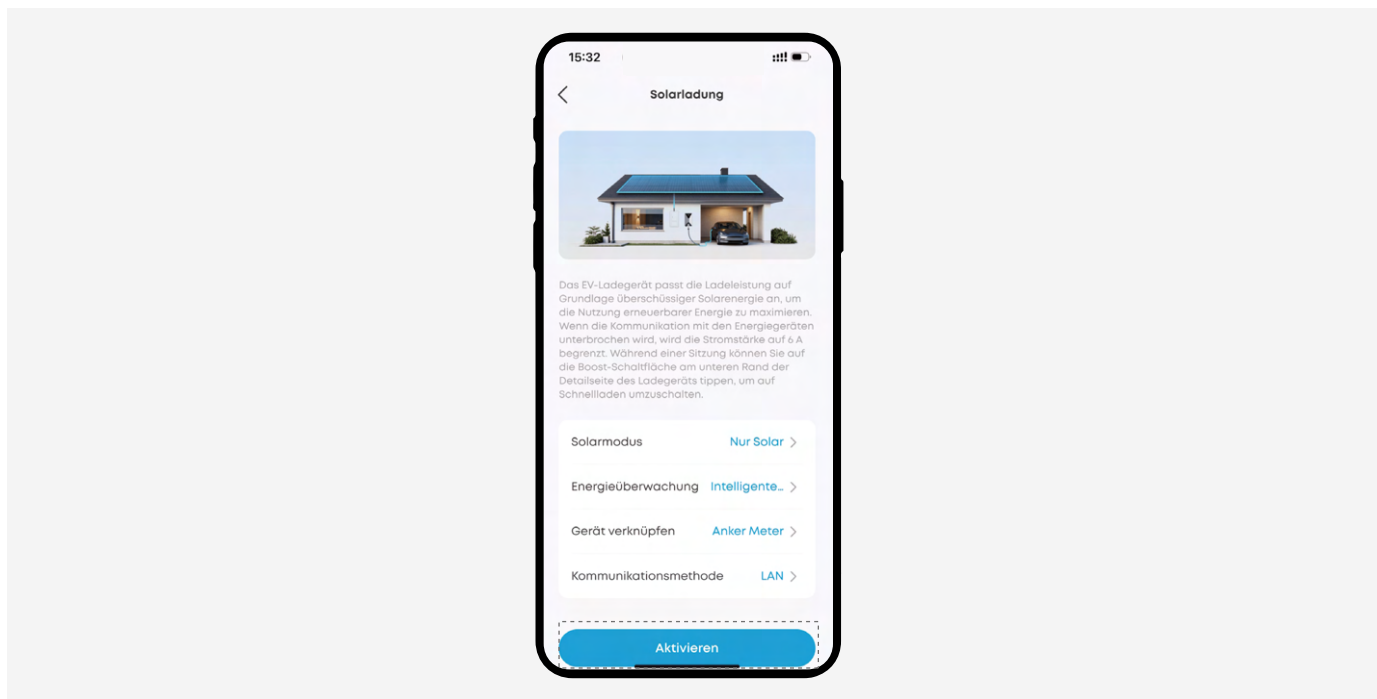 15:32
Solarladung
Das EV-Ladegerät passt die Ladeleistung auf
Grundlage überschüssiger Solarenergie an, um
die Nutzung erneuerbarer Energie zu maximieren.
Wenn die Kommunikation mit den Energiegeräten
unterbrochen wird, wird die Stromstärke auf 6 A
begrenzt. Während einer Sitzung können Sie auf
die Boost-Schaltfläche am unteren Rand der
Detailseite des Ladegeräts tippen, um auf
Schnellladen umzuschalten.
Solarmodus Nur Solar
Energieüberwachung Intelligente...
Gerät verknüpfen Anker Meter
Kommunikationsmethode LAN
Aktivieren